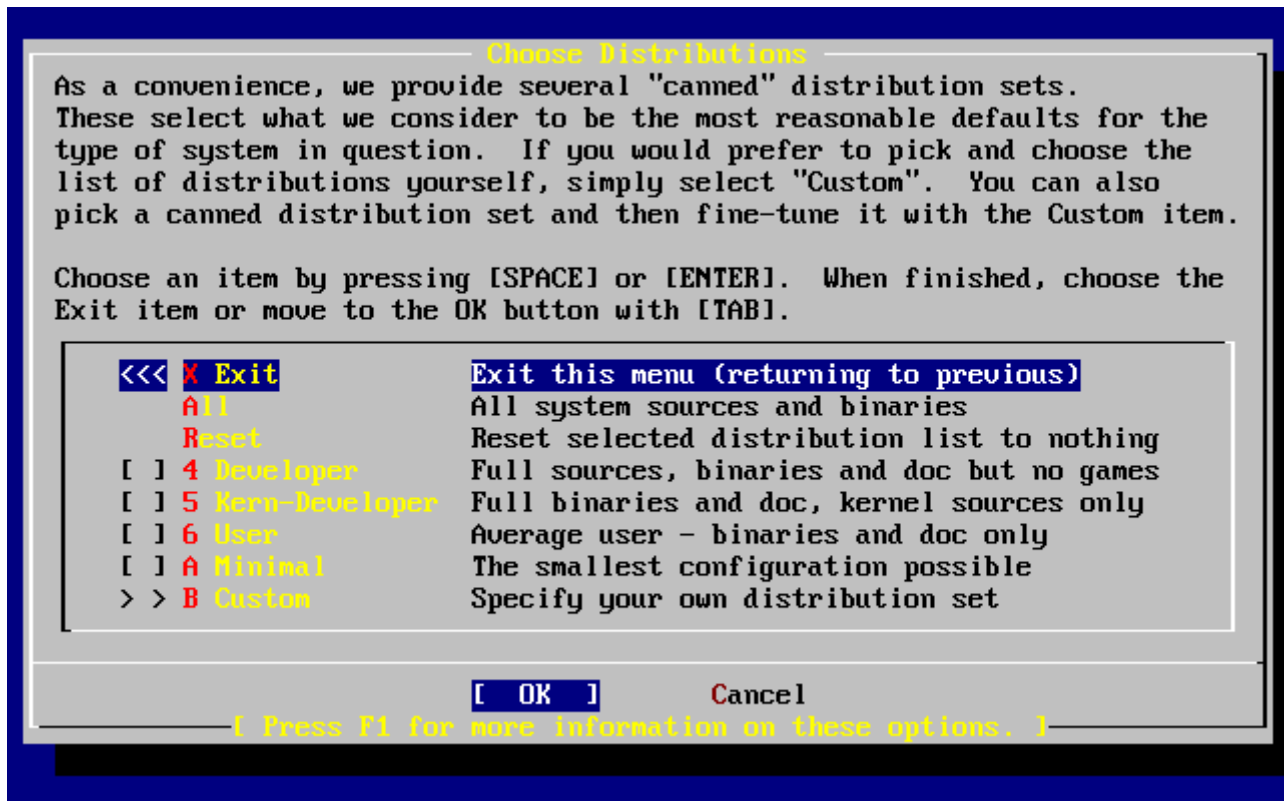 Choose Distributions
As a convenience, we provide several "canned" distribution sets.
These select what we consider to be the most reasonable defaults for the
type of system in question.  If you would prefer to pick and choose the
list of distributions yourself, simply select "Custom".  You can also
pick a canned distribution set and then fine-tune it with the Custom item.
Choose an item by pressing [SPACE] or [ENTER].  When finished, choose the
Exit item or move to the OK button with [TAB].
<<< X Exit Exit this menu (returning to previous)
All All system sources and binaries
Reset Reset selected distribution list to nothing
[ ] 4 Developer Full sources, binaries and doc but no games
[ ] 5 Kern-Developer Full binaries and doc, kernel sources only
[ ] 6 User Average user - binaries and doc only
[ ] A Minimal The smallest configuration possible
> > B Custom Specify your own distribution set
[ OK ] Cancel
[ Press F1 for more information on these options. ]